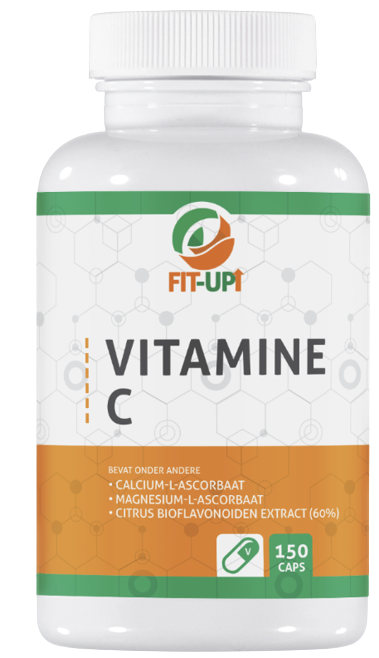 FIT-UP
VITAMINE
C
BEVAT ONDER ANDERE
• CALCIUM-L-ASCORBAAT
• MAGNESIUM-L-ASCORBAAT
• CITRUS BIOFLAVONOIDEN EXTRACT (60%)
V
150
CAPS